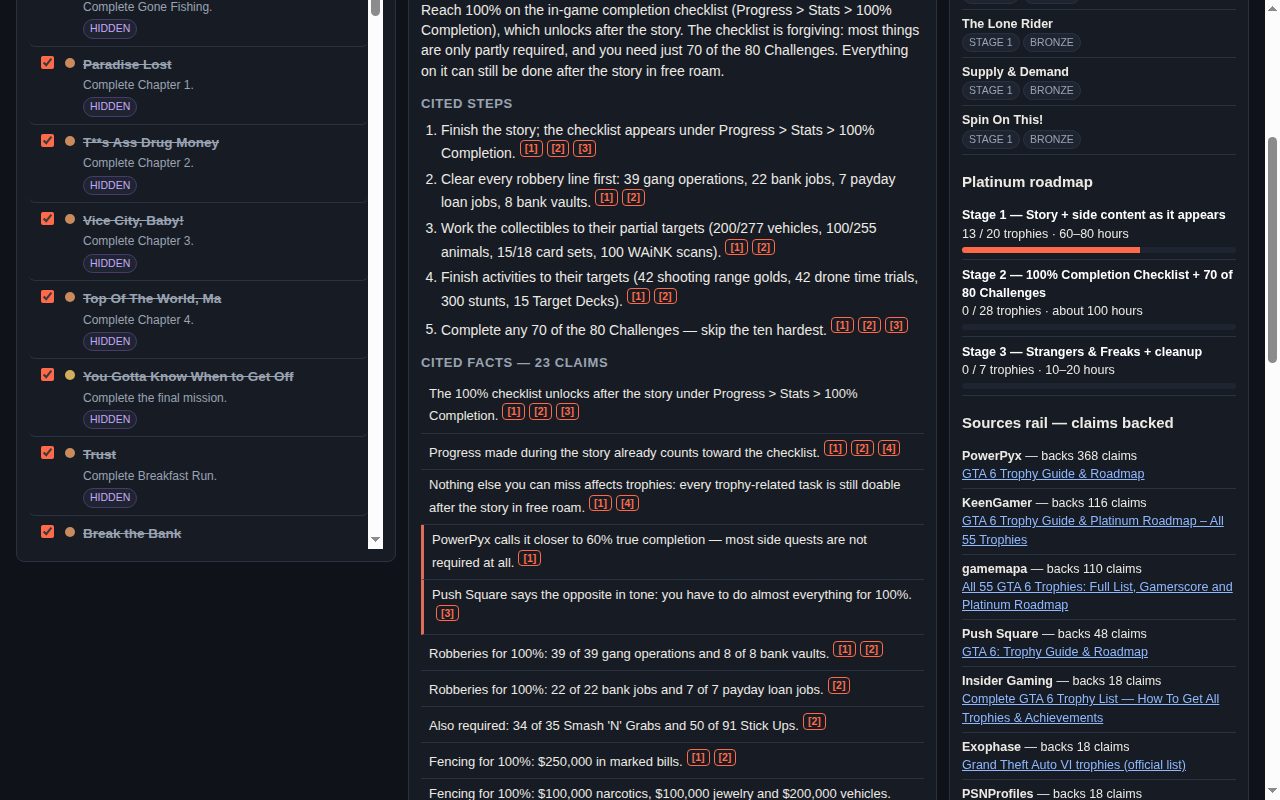 Complete Gone Fishing.
HIDDEN
Paradise Lost
Complete Chapter 1.
HIDDEN
T**s Ass Drug Money
Complete Chapter 2.
HIDDEN
Vice City, Baby!
Complete Chapter 3.
HIDDEN
Top Of The World, Ma
Complete Chapter 4.
HIDDEN
You Gotta Know When to Get Off
Complete the final mission.
HIDDEN
Trust
Complete Breakfast Run.
HIDDEN
Break the Bank
Reach 100% on the in-game completion checklist (Progress > Stats > 100%
Completion), which unlocks after the story. The checklist is forgiving: most things
are only partly required, and you need just 70 of the 80 Challenges. Everything
on it can still be done after the story in free roam.
CITED STEPS
1. Finish the story; the checklist appears under Progress > Stats > 100%
Completion. [1] [2] [3]
2. Clear every robbery line first: 39 gang operations, 22 bank jobs, 7 payday
loan jobs, 8 bank vaults. [1] [2]
3. Work the collectibles to their partial targets (200/277 vehicles, 100/255
animals, 15/18 card sets, 100 WAiNK scans). [1] [2]
4. Finish activities to their targets (42 shooting range golds, 42 drone time trials,
300 stunts, 15 Target Decks). [1] [2]
5. Complete any 70 of the 80 Challenges — skip the ten hardest. [1] [2] [3]
CITED FACTS — 23 CLAIMS
The 100% checklist unlocks after the story under Progress > Stats > 100%
Completion. [1] [2] [3]
Progress made during the story already counts toward the checklist. [1] [2] [4]
Nothing else you can miss affects trophies: every trophy-related task is still doable
after the story in free roam. [1] [4]
PowerPyx calls it closer to 60% true completion — most side quests are not
required at all. [1]
Push Square says the opposite in tone: you have to do almost everything for 100%.
[3]
Robberies for 100%: 39 of 39 gang operations and 8 of 8 bank vaults. [1] [2]
Robberies for 100%: 22 of 22 bank jobs and 7 of 7 payday loan jobs. [2]
Also required: 34 of 35 Smash 'N' Grabs and 50 of 91 Stick Ups. [2]
Fencing for 100%: $250,000 in marked bills. [1] [2]
Fencing for 100%: $100,000 narcotics, $100,000 jewelry and $200,000 vehicles.
The Lone Rider
STAGE 1 BRONZE
Supply & Demand
STAGE 1 BRONZE
Spin On This!
STAGE 1 BRONZE
Platinum roadmap
Stage 1 — Story + side content as it appears
13 / 20 trophies · 60–80 hours
Stage 2 — 100% Completion Checklist + 70 of
80 Challenges
0 / 28 trophies · about 100 hours
Stage 3 — Strangers & Freaks + cleanup
0 / 7 trophies · 10–20 hours
Sources rail — claims backed
PowerPyx — backs 368 claims
GTA 6 Trophy Guide & Roadmap
KeenGamer — backs 116 claims
GTA 6 Trophy Guide & Platinum Roadmap – All
55 Trophies
gamemapa — backs 110 claims
All 55 GTA 6 Trophies: Full List, Gamerscore and
Platinum Roadmap
Push Square — backs 48 claims
GTA 6: Trophy Guide & Roadmap
Insider Gaming — backs 18 claims
Complete GTA 6 Trophy List — How To Get All
Trophies & Achievements
Exophase — backs 18 claims
Grand Theft Auto VI trophies (official list)
PSNProfiles — backs 18 claims